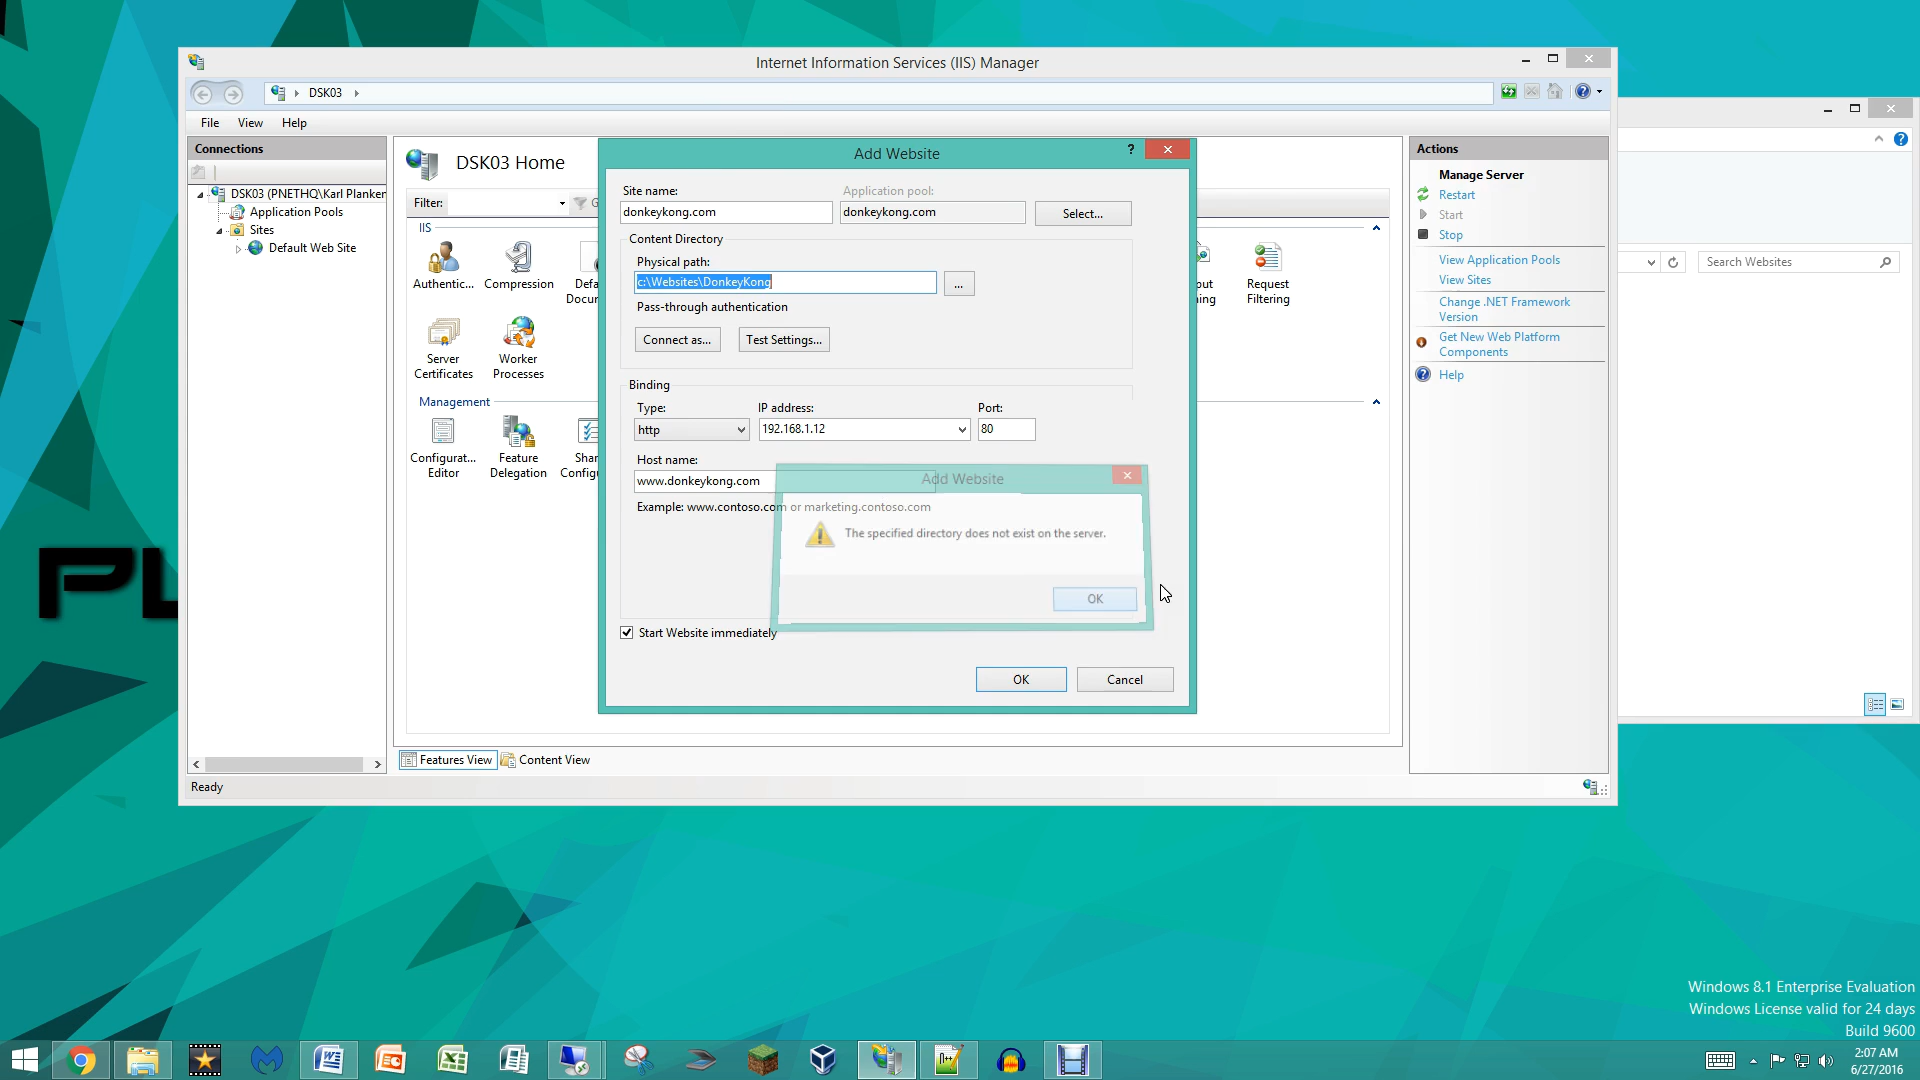 Internet Information Services (IIS) Manager
DSK03
File View Help
Connections
DSK03 (PNETHQ\Karl Planken
Application Pools
Sites
Default Web Site
DSK03 Home
Filter:
IIS
Authentic...
Compression
Server
Certificates
Worker
Processes
Request
Filtering
Management
Configurat...
Editor
Feature
Delegation
Features View
Content View
Ready
Add Website
Site name:
Application pool:
donkeykong.com
donkeykong.com
Select...
Content Directory
Physical path:
c:\Websites\DonkeyKong
...
Pass-through authentication
Connect as...
Test Settings...
Binding
Type:
IP address:
Port:
http
192.168.1.12
80
Host name:
www.donkeykong.com
Example: www.contoso.com or marketing.contoso.com
Add Website
The specified directory does not exist on the server.
OK
Start Website immediately
OK
Cancel
Actions
Manage Server
Restart
Start
Stop
View Application Pools
View Sites
Change .NET Framework
Version
Get New Web Platform
Components
Help
Search Websites
Windows 8.1 Enterprise Evaluation
Windows License valid for 24 days
Build 9600
2:07 AM
6/27/2016